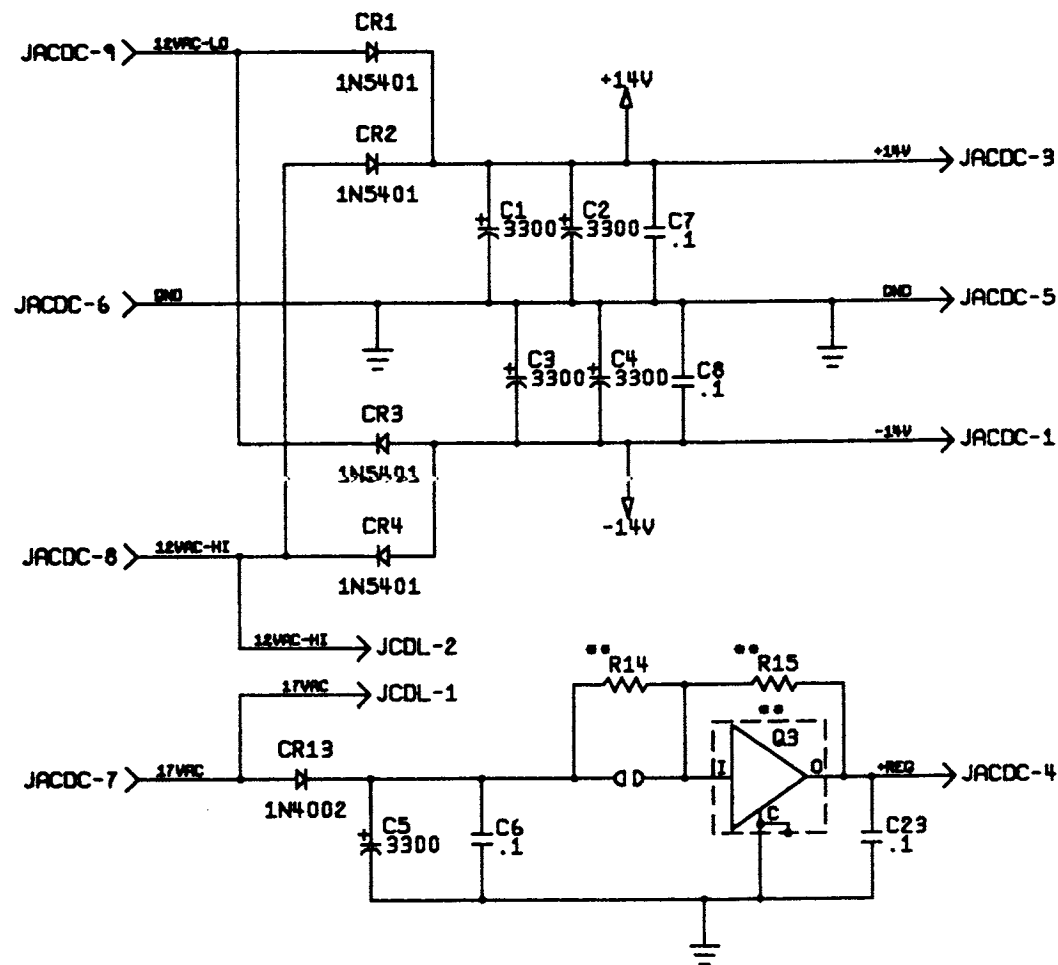 CR1
JACDC-9 12VAC-LO
1N5401
+14V
CR2
+14V JACDC-3
1N5401
+ C1 3300
+ C2 3300
C7 .1
JACDC-6 GND
GND JACDC-5
+ C3 3300
+ C4 3300
C8 .1
CR3
-14V JACDC-1
1N5401
-14V
CR4
JACDC-8 12VAC-HI
1N5401
12VAC-HI JCDL-2
** R14
** R15
17VAC JCDL-1
**
Q3
CR13
JACDC-7 17VAC
I O
+REG JACDC-4
1N4002
C
+ C5 3300
C6 .1
C23 .1